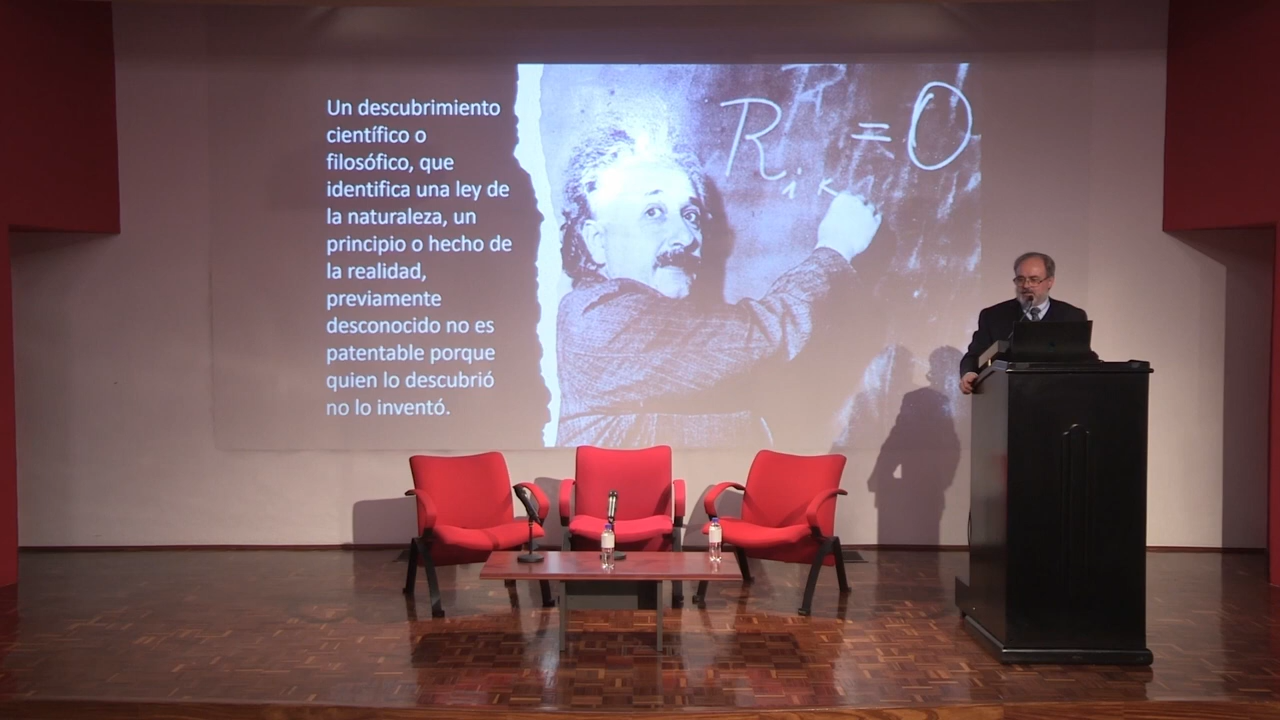 Un descubrimiento
científico o
filosófico, que
identifica una ley de
la naturaleza, un
principio o hecho de
la realidad,
previamente
desconocido no es
patentable porque
quien lo descubrió
no lo inventó.
R i k = 0